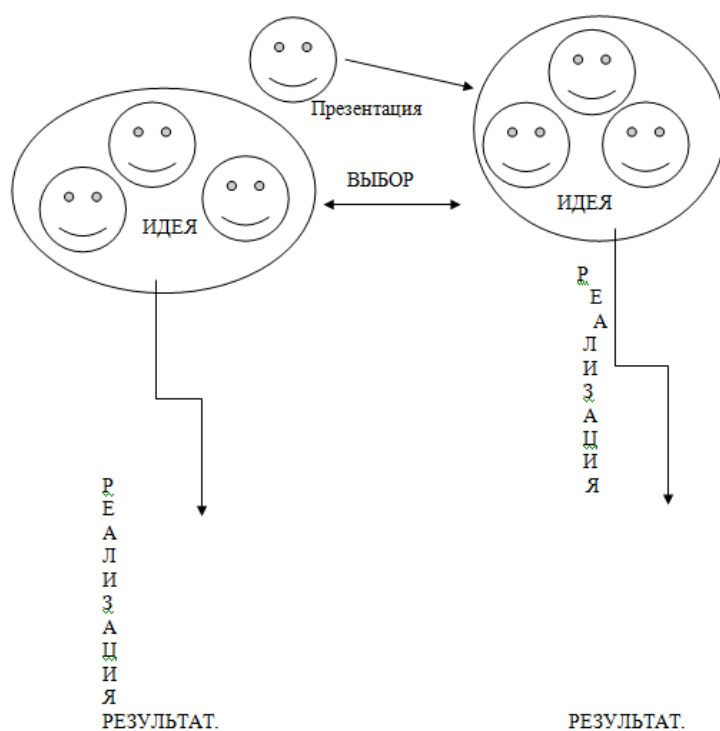 Презентация
ВЫБОР
ИДЕЯ
ИДЕЯ
Р
Е
А
Л
И
З
А
Ц
И
Я
Р
Е
А
Л
И
З
А
Ц
И
Я
РЕЗУЛЬТАТ.
РЕЗУЛЬТАТ.